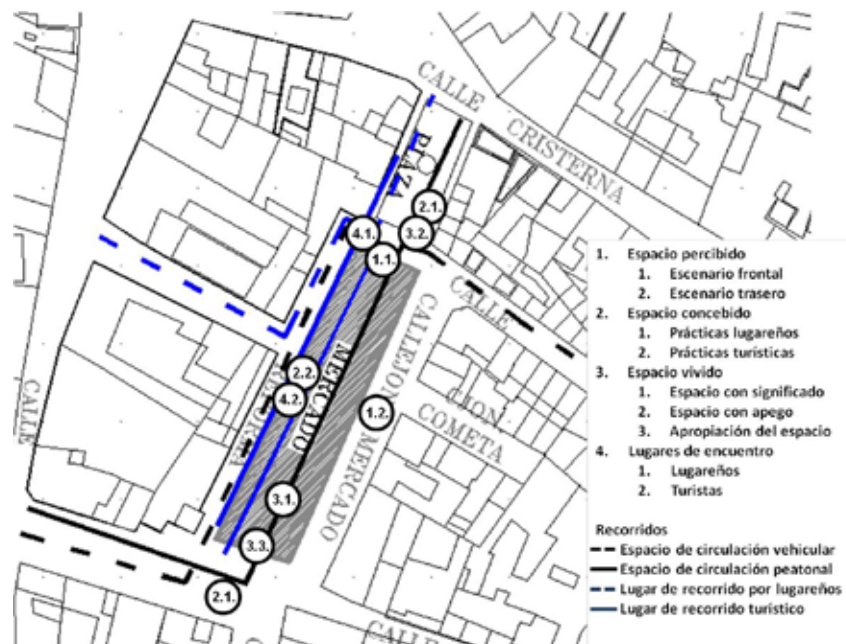 CALLE
CRISTERNA
PLAZA
2.1.
4.1.
3.2.
1.1.
CALLE
CALLEJON
MERCADO
2.2.
4.2.
REFORMA
MERCADO
1.2.
CION
COMETA
CALLE
3.1.
3.3.
2.1.
CALLE
1. Espacio percibido
1. Escenario frontal
2. Escenario trasero
2. Espacio concebido
1. Prácticas lugareños
2. Prácticas turísticas
3. Espacio vivido
1. Espacio con significado
2. Espacio con apego
3. Apropiación del espacio
4. Lugares de encuentro
1. Lugareños
2. Turistas
Recorridos
Espacio de circulación vehicular
Espacio de circulación peatonal
Lugar de recorrido por lugareños
Lugar de recorrido turístico